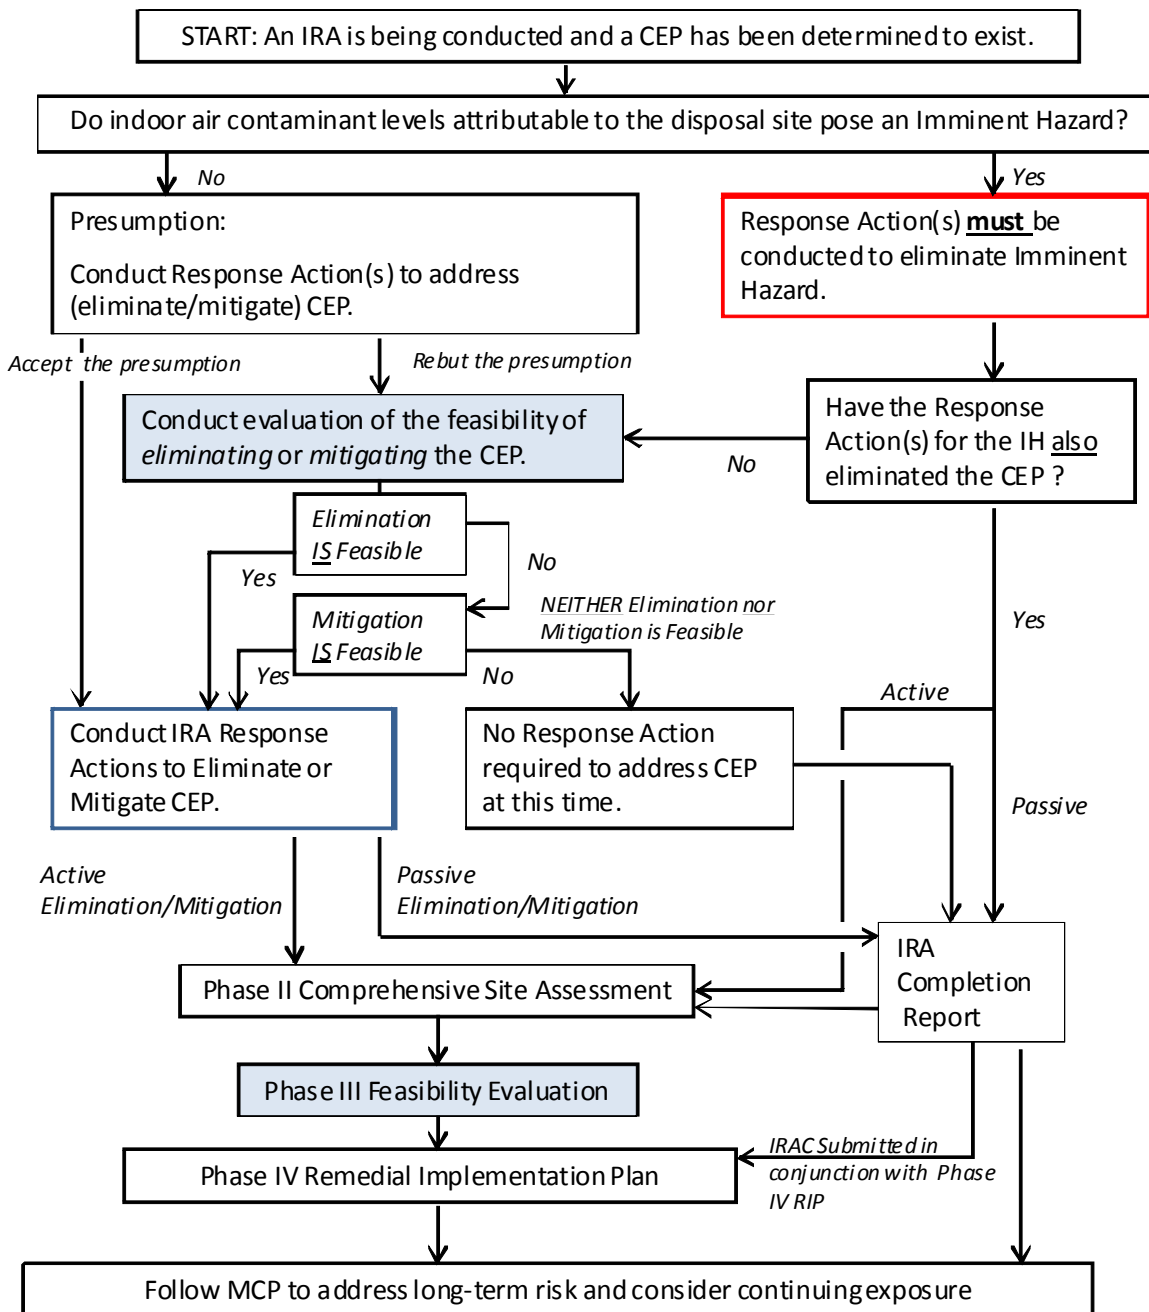 START: An IRA is being conducted and a CEP has been determined to exist.
Do indoor air contaminant levels attributable to the disposal site pose an Imminent Hazard?
No
Yes
Presumption:
Conduct Response Action(s) to address
(eliminate/mitigate) CEP.
Response Action(s) must be
conducted to eliminate Imminent
Hazard.
Accept the presumption
Rebut the presumption
Conduct evaluation of the feasibility of
eliminating or mitigating the CEP.
No
Have the Response
Action(s) for the IH also
eliminated the CEP ?
Elimination
IS Feasible
Yes
No
Mitigation
IS Feasible
NEITHER Elimination nor
Mitigation is Feasible
Yes
No
Yes
Active
Conduct IRA Response
Actions to Eliminate or
Mitigate CEP.
No Response Action
required to address CEP
at this time.
Passive
Active
Elimination/Mitigation
Passive
Elimination/Mitigation
IRA
Completion
Report
Phase II Comprehensive Site Assessment
Phase III Feasibility Evaluation
Phase IV Remedial Implementation Plan
IRAC Submitted in
conjunction with Phase
IV RIP
Follow MCP to address long-term risk and consider continuing exposure